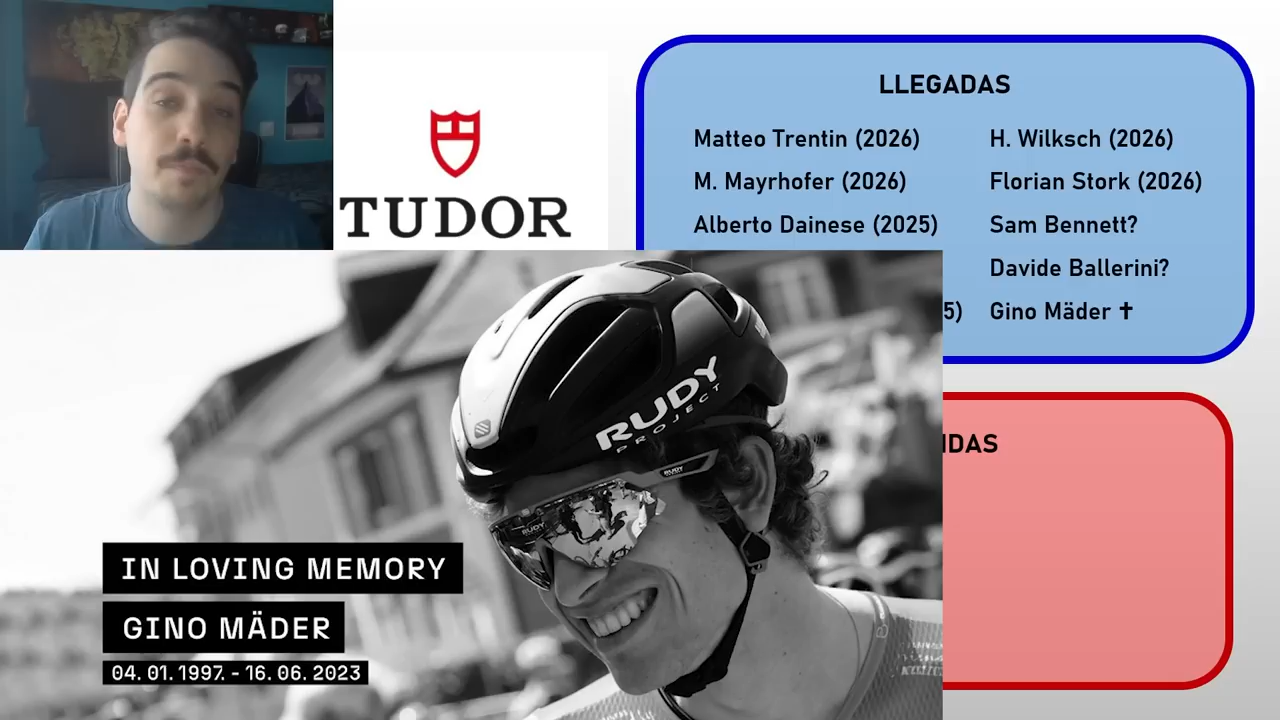 TUDOR
LLEGADAS
Matteo Trentin (2026)
M. Mayrhofer (2026)
Alberto Dainese (2025)
5)
H. Wilksch (2026)
Florian Stork (2026)
Sam Bennett?
Davide Ballerini?
Gino Mäder ✝
IDAS
RUDY
PROJECT
RUDY
RUDY
IN LOVING MEMORY
GINO MÄDER
04. 01. 1997. - 16. 06. 2023